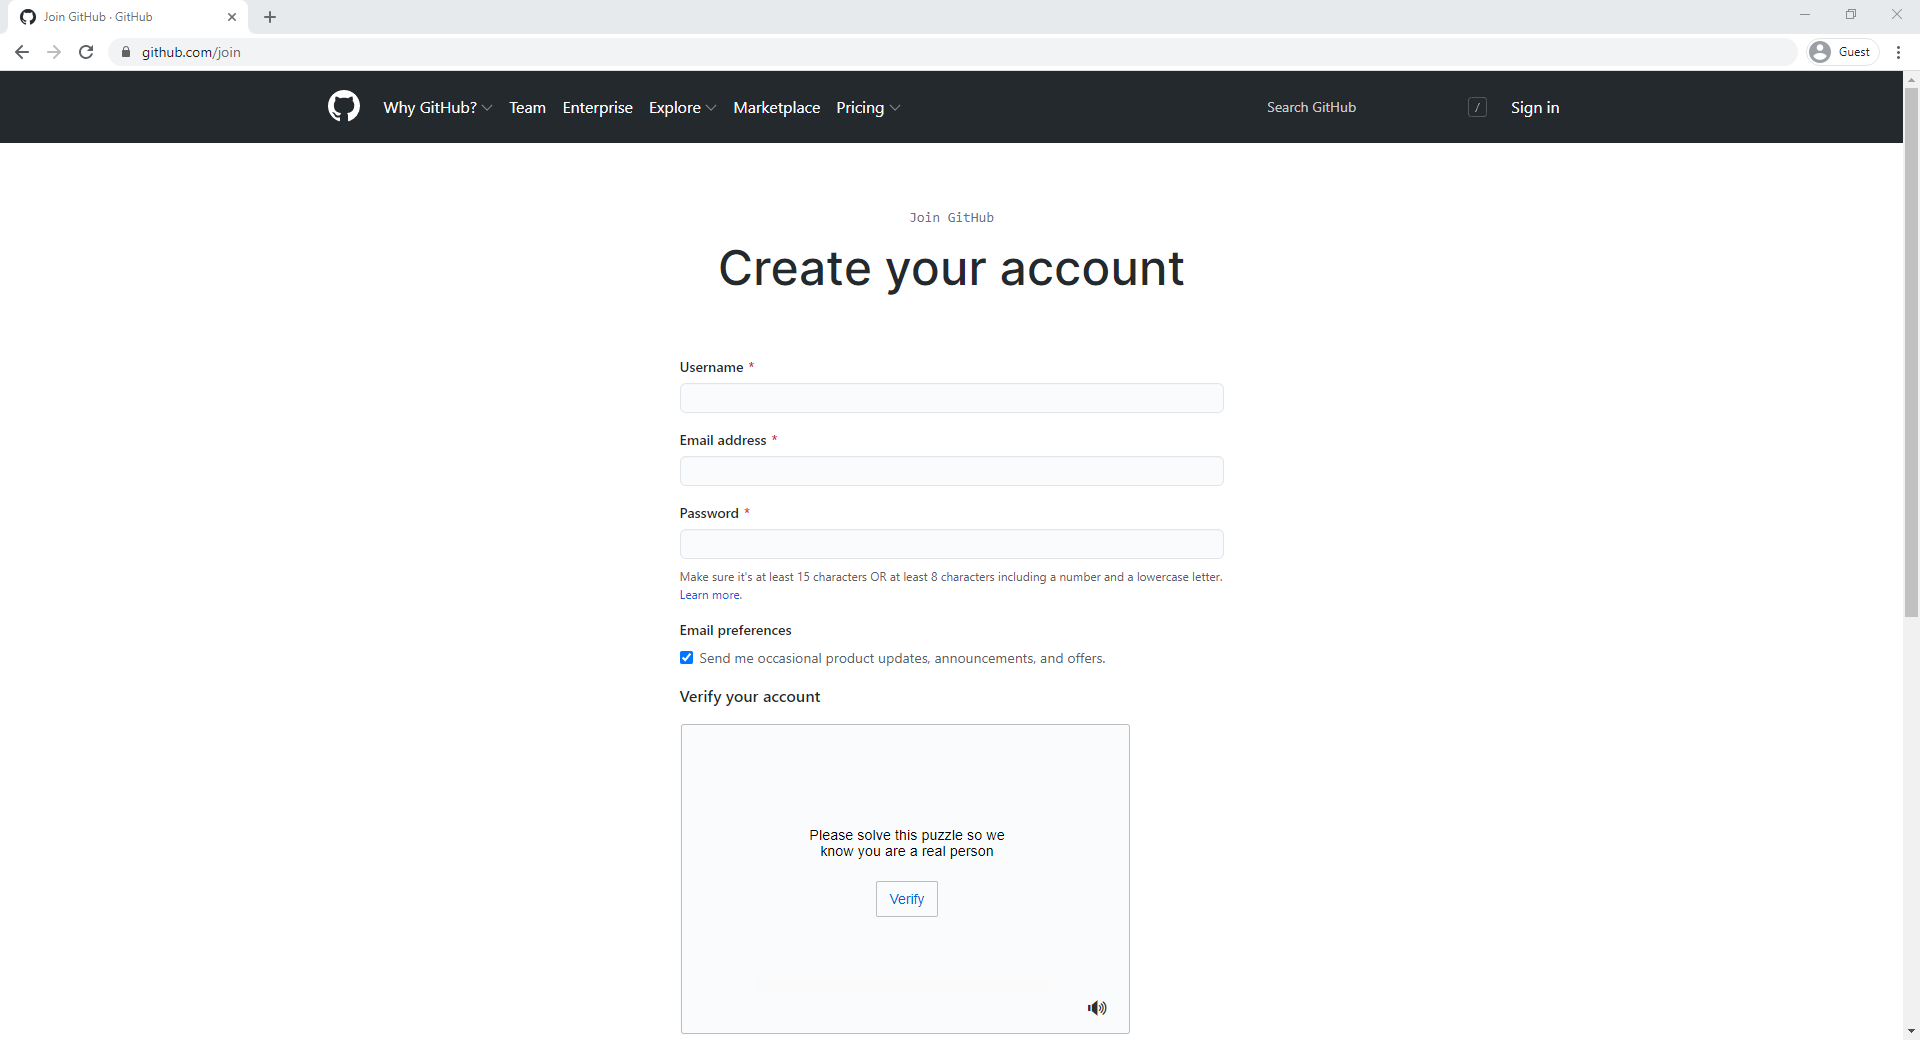 Join GitHub · GitHub
github.com/join
Guest
Why GitHub? Team Enterprise Explore Marketplace Pricing Search GitHub / Sign in
Join GitHub
Create your account
Username *
Email address *
Password *
Make sure it's at least 15 characters OR at least 8 characters including a number and a lowercase letter.
Learn more.
Email preferences
Send me occasional product updates, announcements, and offers.
Verify your account
Please solve this puzzle so we
know you are a real person
Verify